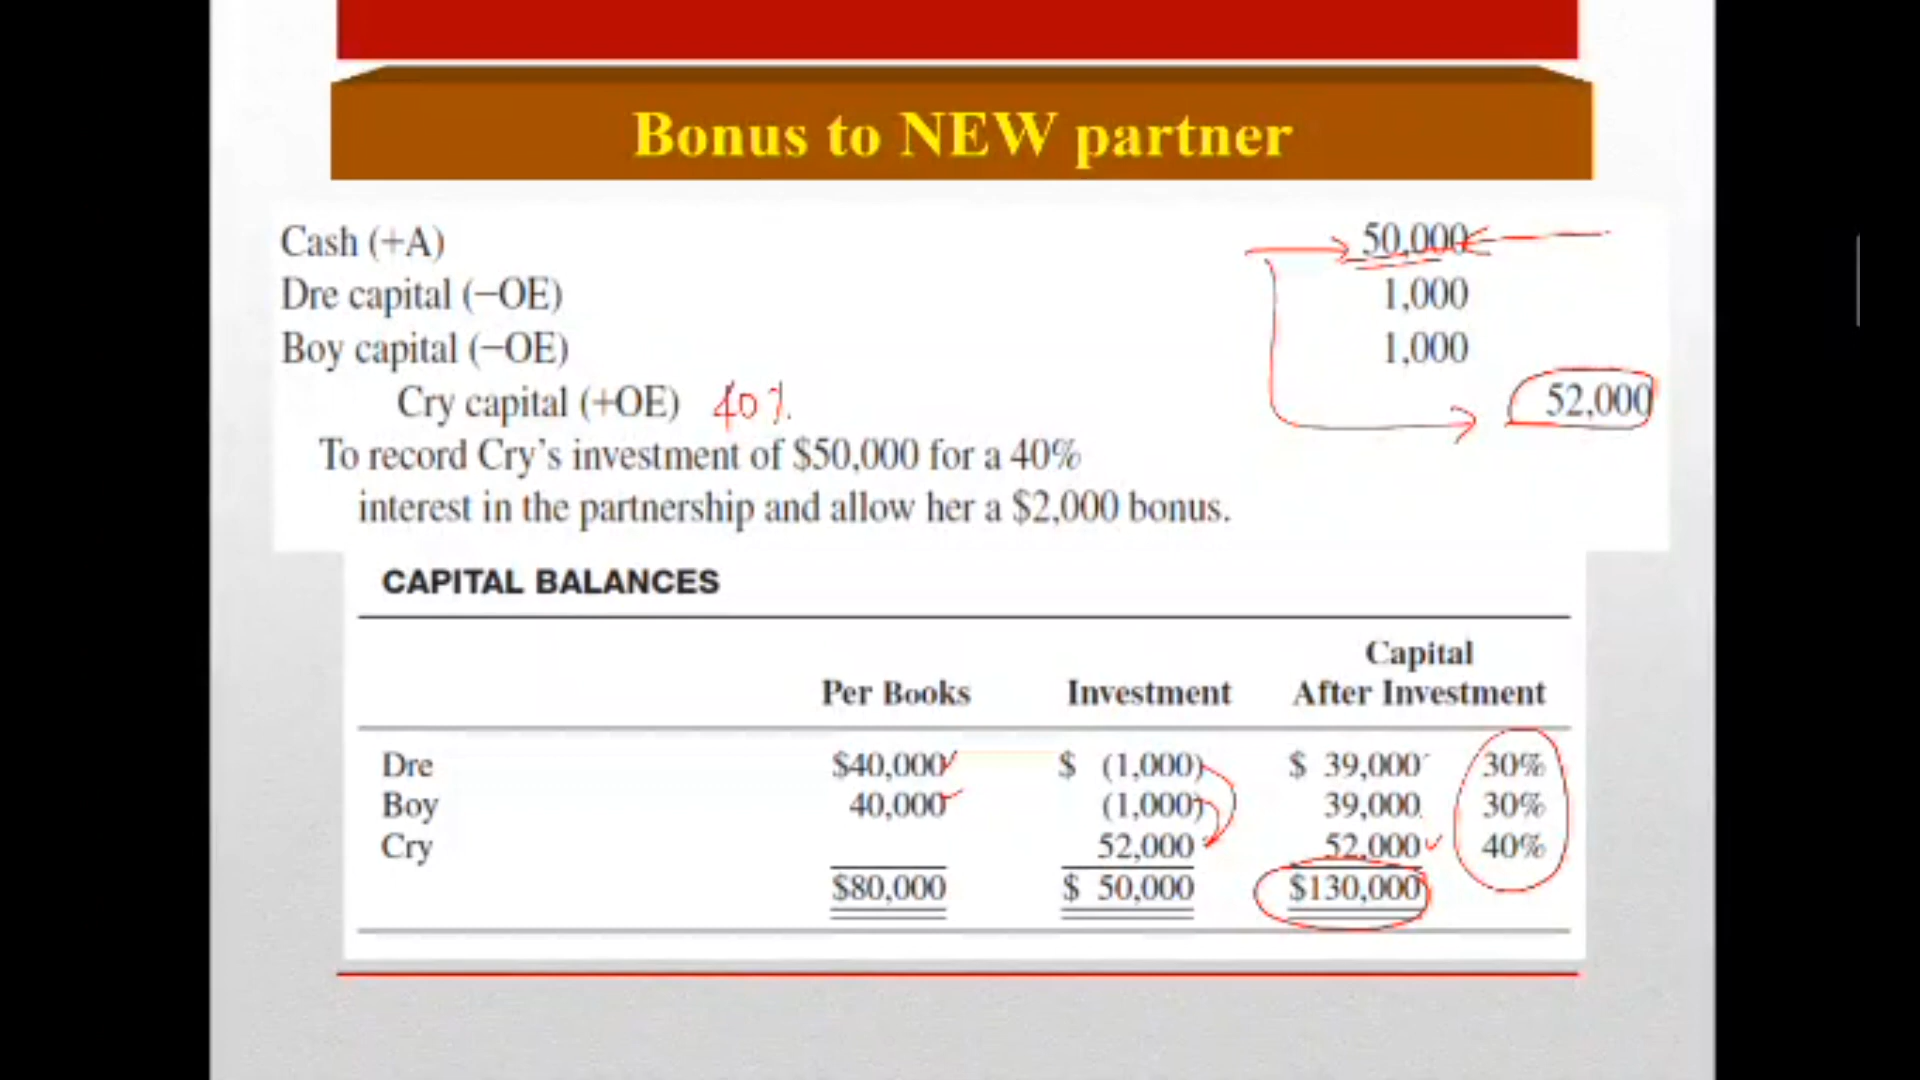 Bonus to NEW partner
Cash (+A) 50,000
Dre capital (−OE) 1,000
Boy capital (−OE) 1,000
Cry capital (+OE) 40% 52,000
To record Cry's investment of $50,000 for a 40%
interest in the partnership and allow her a $2,000 bonus.
CAPITAL BALANCES
Capital
Per Books Investment After Investment
Dre $40,000 $ (1,000) $ 39,000 30%
Boy 40,000 (1,000) 39,000 30%
Cry 52,000 52,000 40%
$80,000 $ 50,000 $130,000